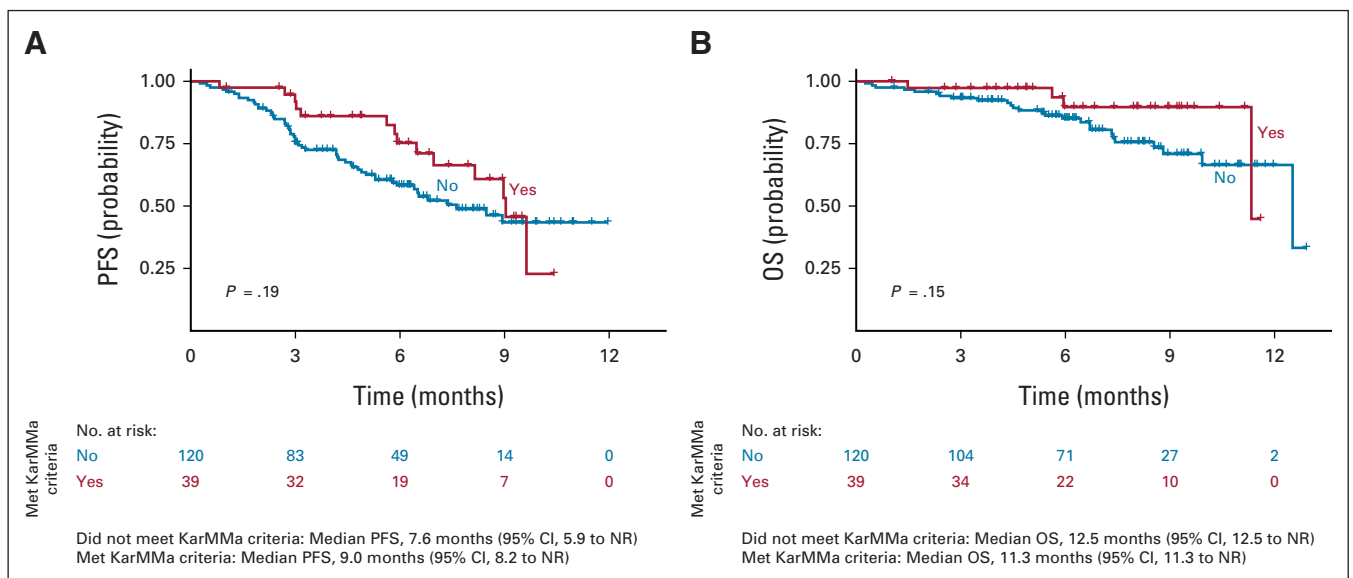 A
PFS (probability)
1.00
0.75
0.50
0.25
No
Yes
P = .19
0 3 6 9 12
Time (months)
Met KarMMa
criteria
No. at risk:
No 120 83 49 14 0
Yes 39 32 19 7 0
Did not meet KarMMa criteria: Median PFS, 7.6 months (95% CI, 5.9 to NR)
Met KarMMa criteria: Median PFS, 9.0 months (95% CI, 8.2 to NR)
B
OS (probability)
1.00
0.75
0.50
0.25
Yes
No
P = .15
0 3 6 9 12
Time (months)
Met KarMMa
criteria
No. at risk:
No 120 104 71 27 2
Yes 39 34 22 10 0
Did not meet KarMMa criteria: Median OS, 12.5 months (95% CI, 12.5 to NR)
Met KarMMa criteria: Median OS, 11.3 months (95% CI, 11.3 to NR)